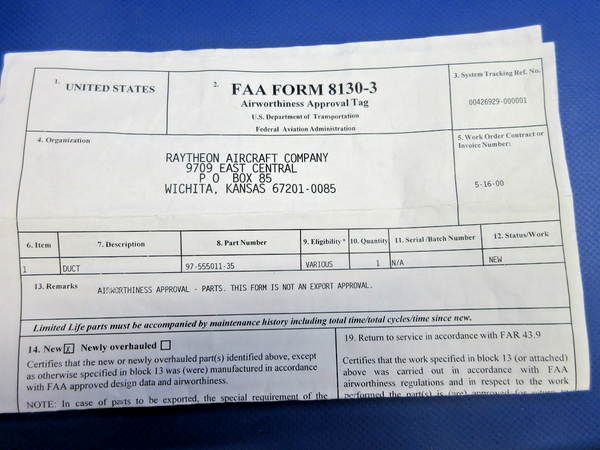 1. UNITED STATES
2. FAA FORM 8130-3
Airworthiness Approval Tag
U.S. Department of Transportation
Federal Aviation Administration
3. System Tracking Ref. No.
00426929-000001
4. Organization
RAYTHEON AIRCRAFT COMPANY
9709 EAST CENTRAL
P O BOX 85
WICHITA, KANSAS 67201-0085
5. Work Order Contract or
Invoice Number:
5-16-00
6. Item 7. Description 8. Part Number 9. Eligibility * 10. Quantity 11. Serial /Batch Number 12. Status/Work
1 DUCT 97-555011-35 VARIOUS 1 N/A NEW
13. Remarks AIRWORTHINESS APPROVAL - PARTS. THIS FORM IS NOT AN EXPORT APPROVAL.
Limited Life parts must be accompanied by maintenance history including total time/total cycles/time since new.
14. New X Newly overhauled
Certifies that the new or newly overhauled part(s) identified above, except
as otherwise specified in block 13 was (were) manufactured in accordance
with FAA approved design data and airworthiness.
NOTE: In case of parts to be exported, the special requirement of the
19. Return to service in accordance with FAR 43.9
Certifies that the work specified in block 13 (or attached)
above was carried out in accordance with FAA
airworthiness regulations and in respect to the work
performed the part(s) is (are) approved for return to